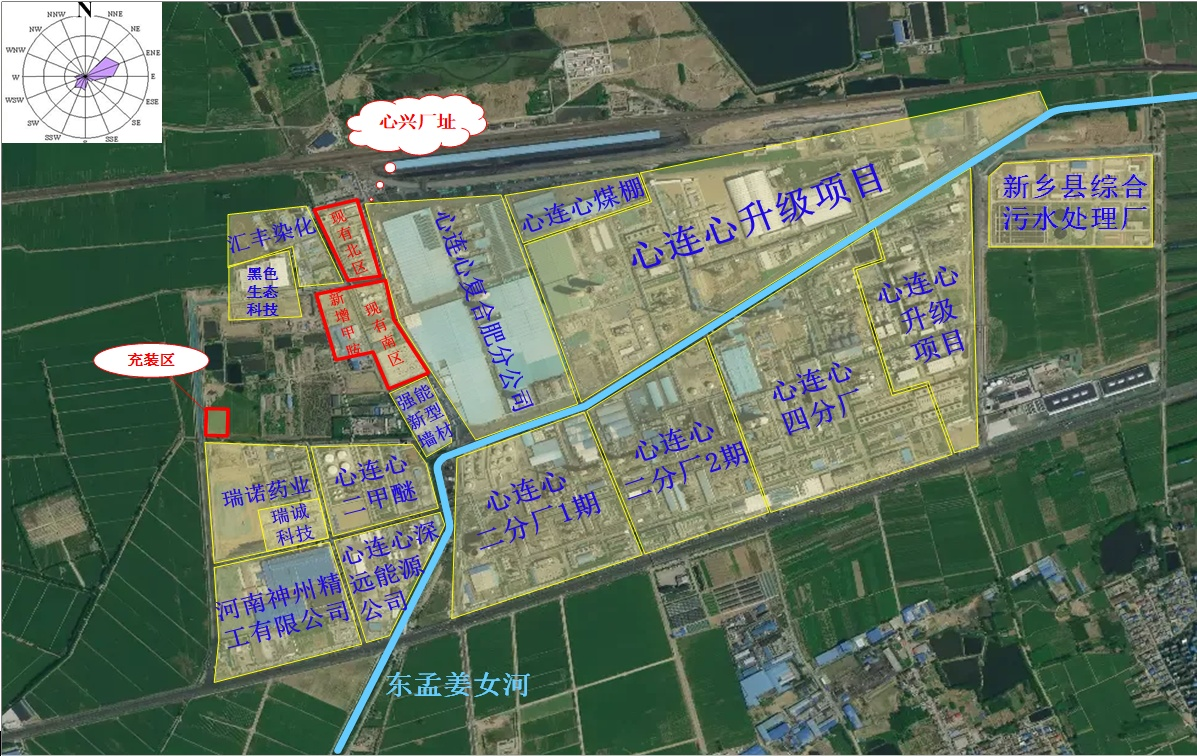 N
NNW
NNE
NW
NE
WNW
ENE
W
E
WSW
ESE
SW
SE
SSW
SSE
心兴厂址
汇丰染化
现
有
北
区
黑色
生态
科技
新
增
甲
现
有
南
区
充装区
心连心复合肥分公司
心连心煤棚
心连心升级项目
新乡县综合
污水处理厂
心连心
升级
项目
强能
新型
墙材
心连心
四分厂
心连心
二分厂2期
心连心
二分厂1期
瑞诺药业
瑞诚
科技
心连心
二甲醚
心连心深
远能源
公司
河南神州精
工有限公司
东孟姜女河